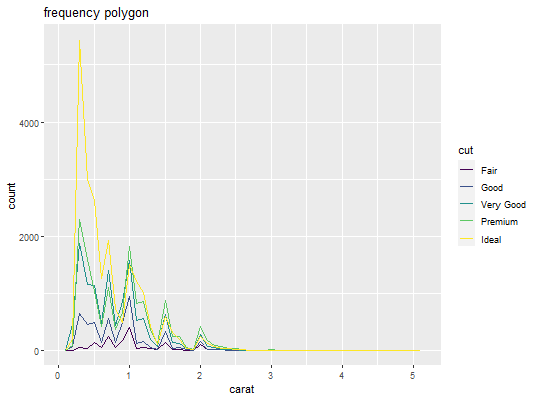 frequency polygon
count
4000
2000
0
0
1
2
3
4
5
carat
cut
Fair
Good
Very Good
Premium
Ideal